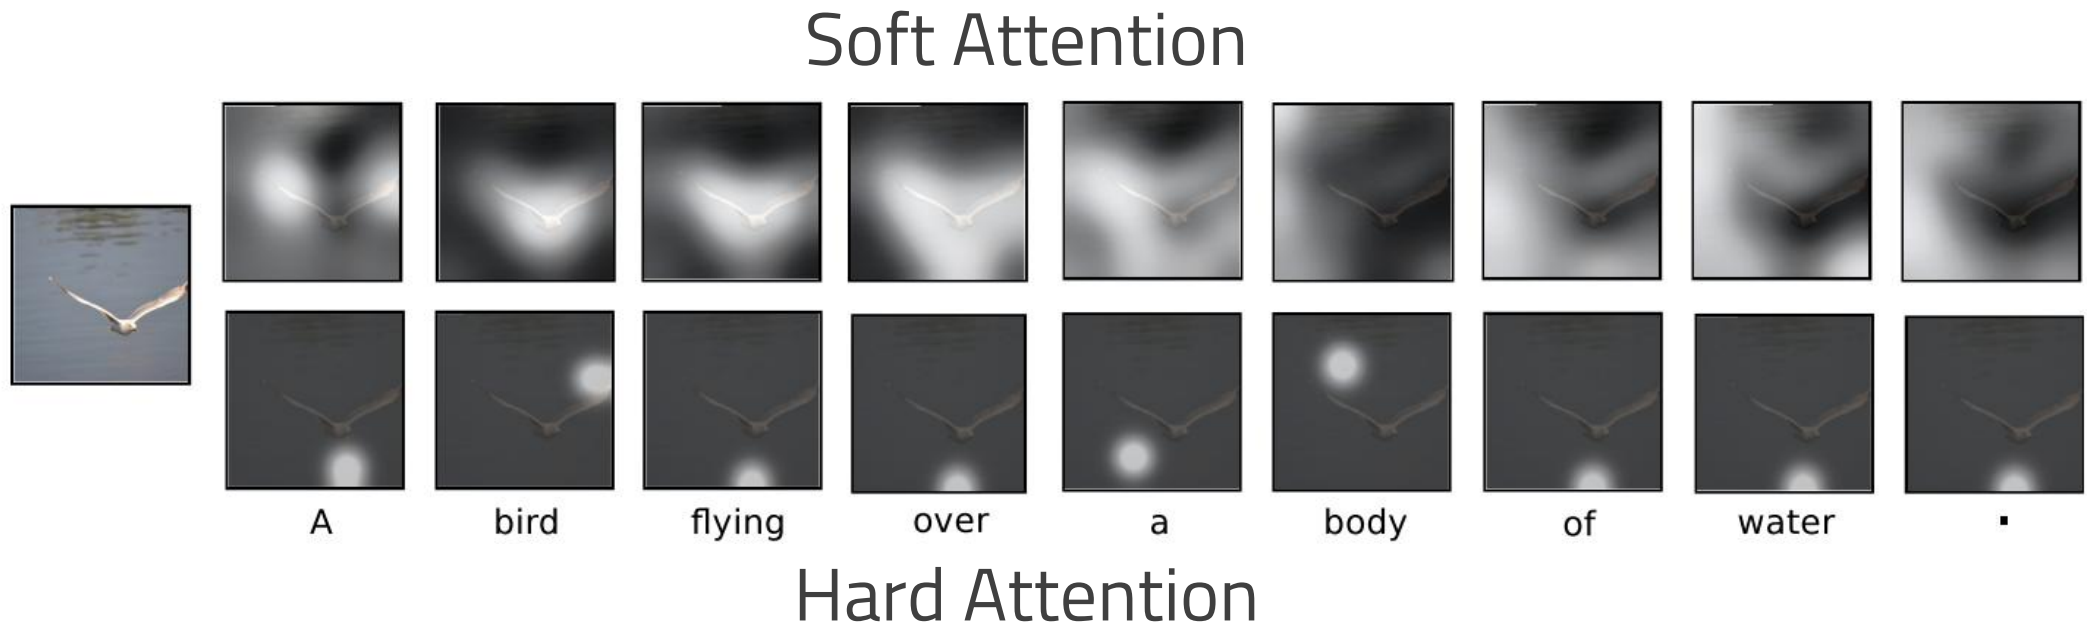 Soft Attention
A bird flying over a body of water .
Hard Attention